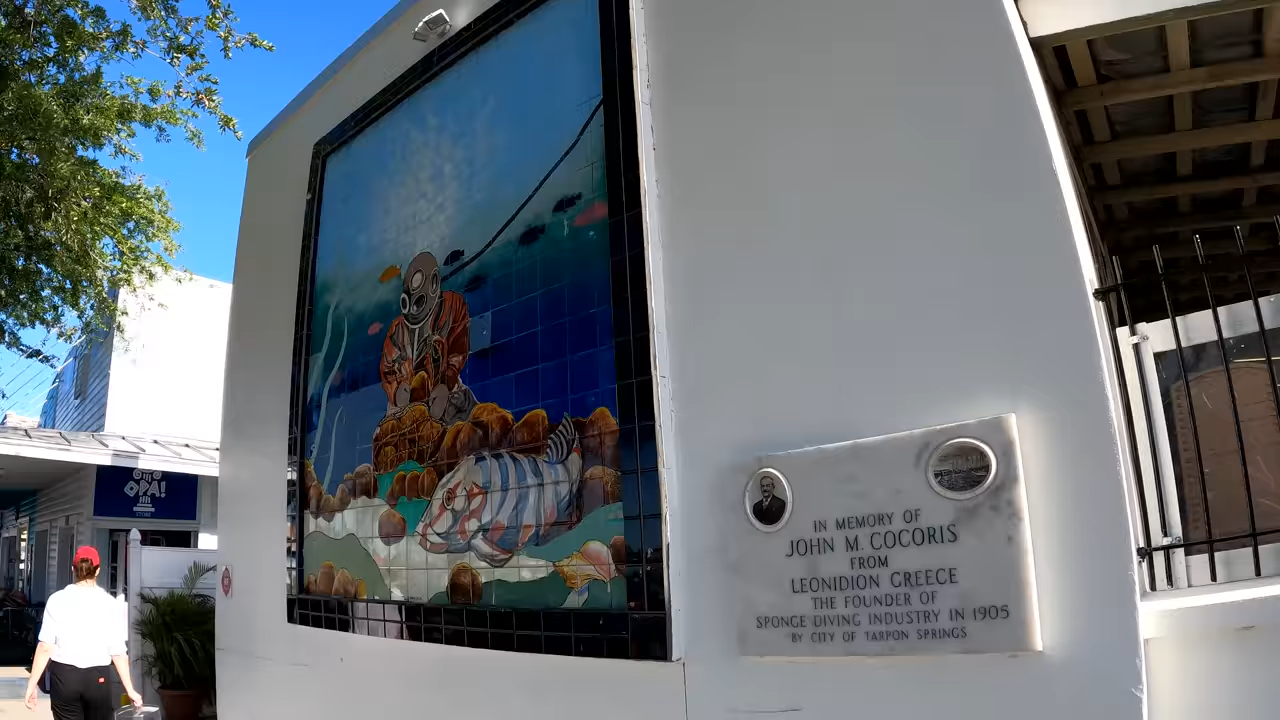 OPA!
STORE
IN MEMORY OF
JOHN M. COCORIS
FROM
LEONIDION GREECE
THE FOUNDER OF
SPONGE DIVING INDUSTRY IN 1905
BY CITY OF TARPON SPRINGS